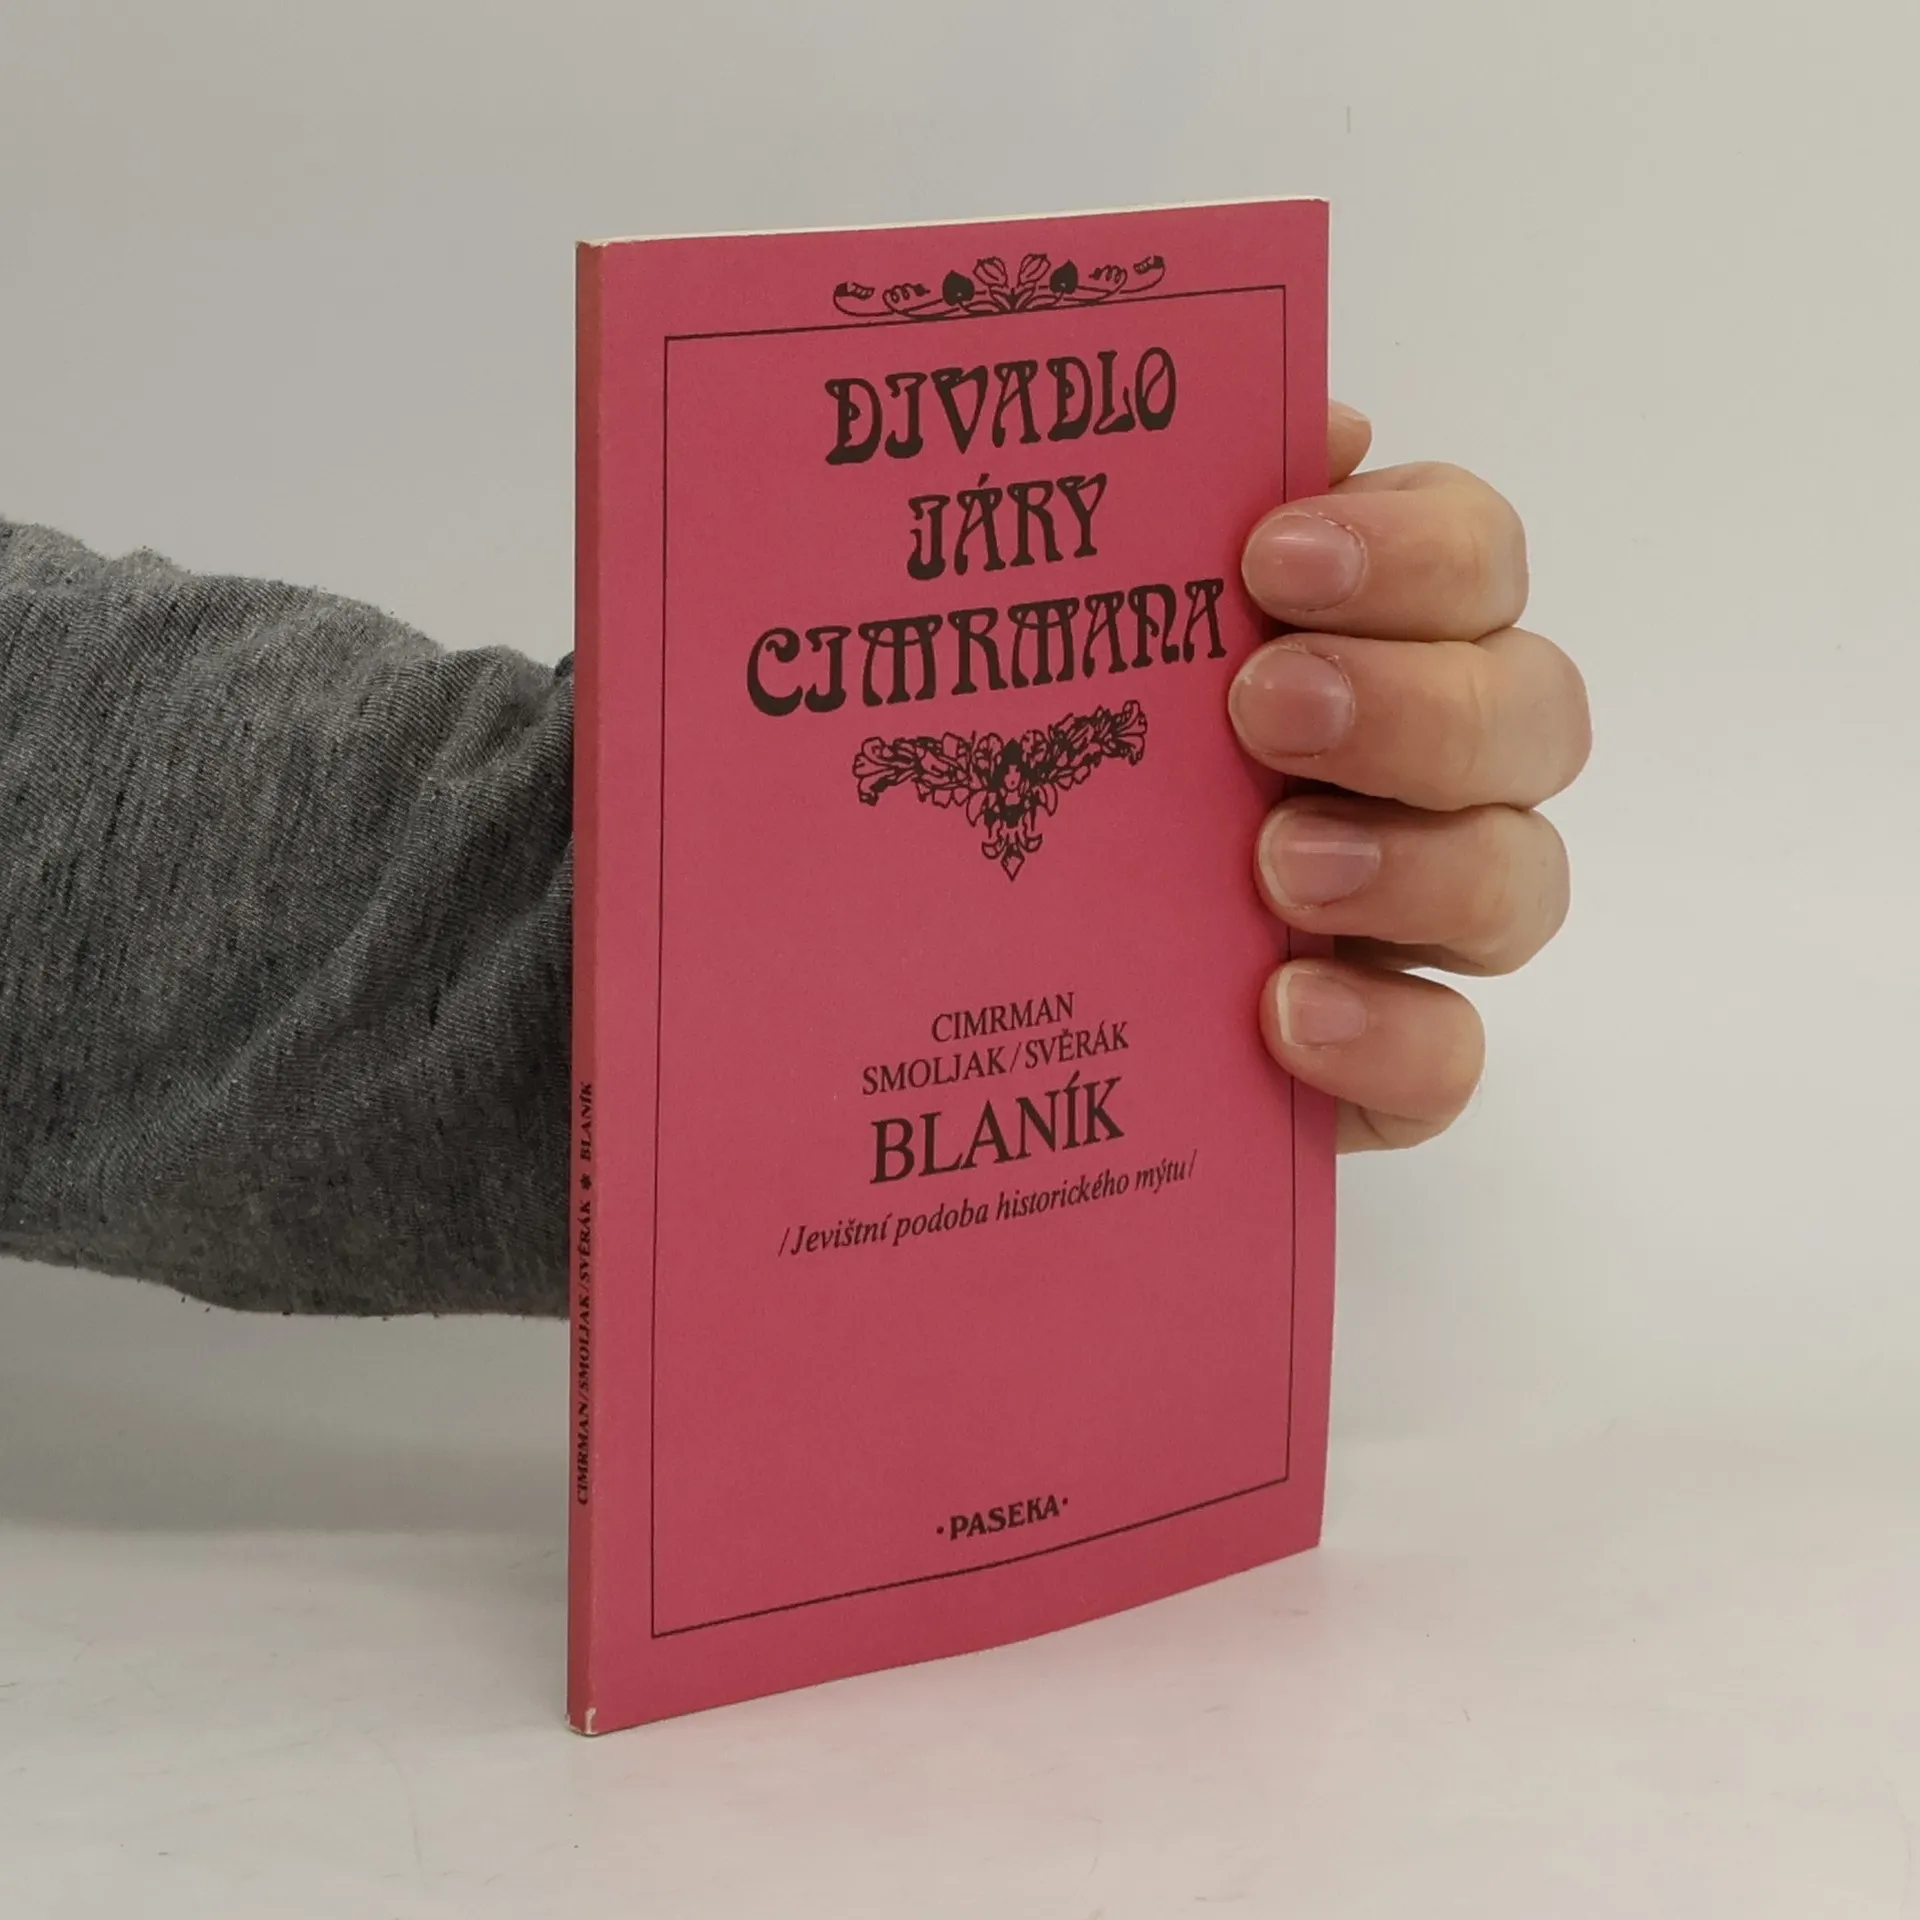 DIVADLO
JÁRY
CIMRMANA
CIMRMAN
SMOLJAK/SVĚRÁK
BLANÍK
/Jevištní podoba historického mýtu/
·PASEKA·
CIMRMAN/SMOLJAK/SVĚRÁK * BLANÍK